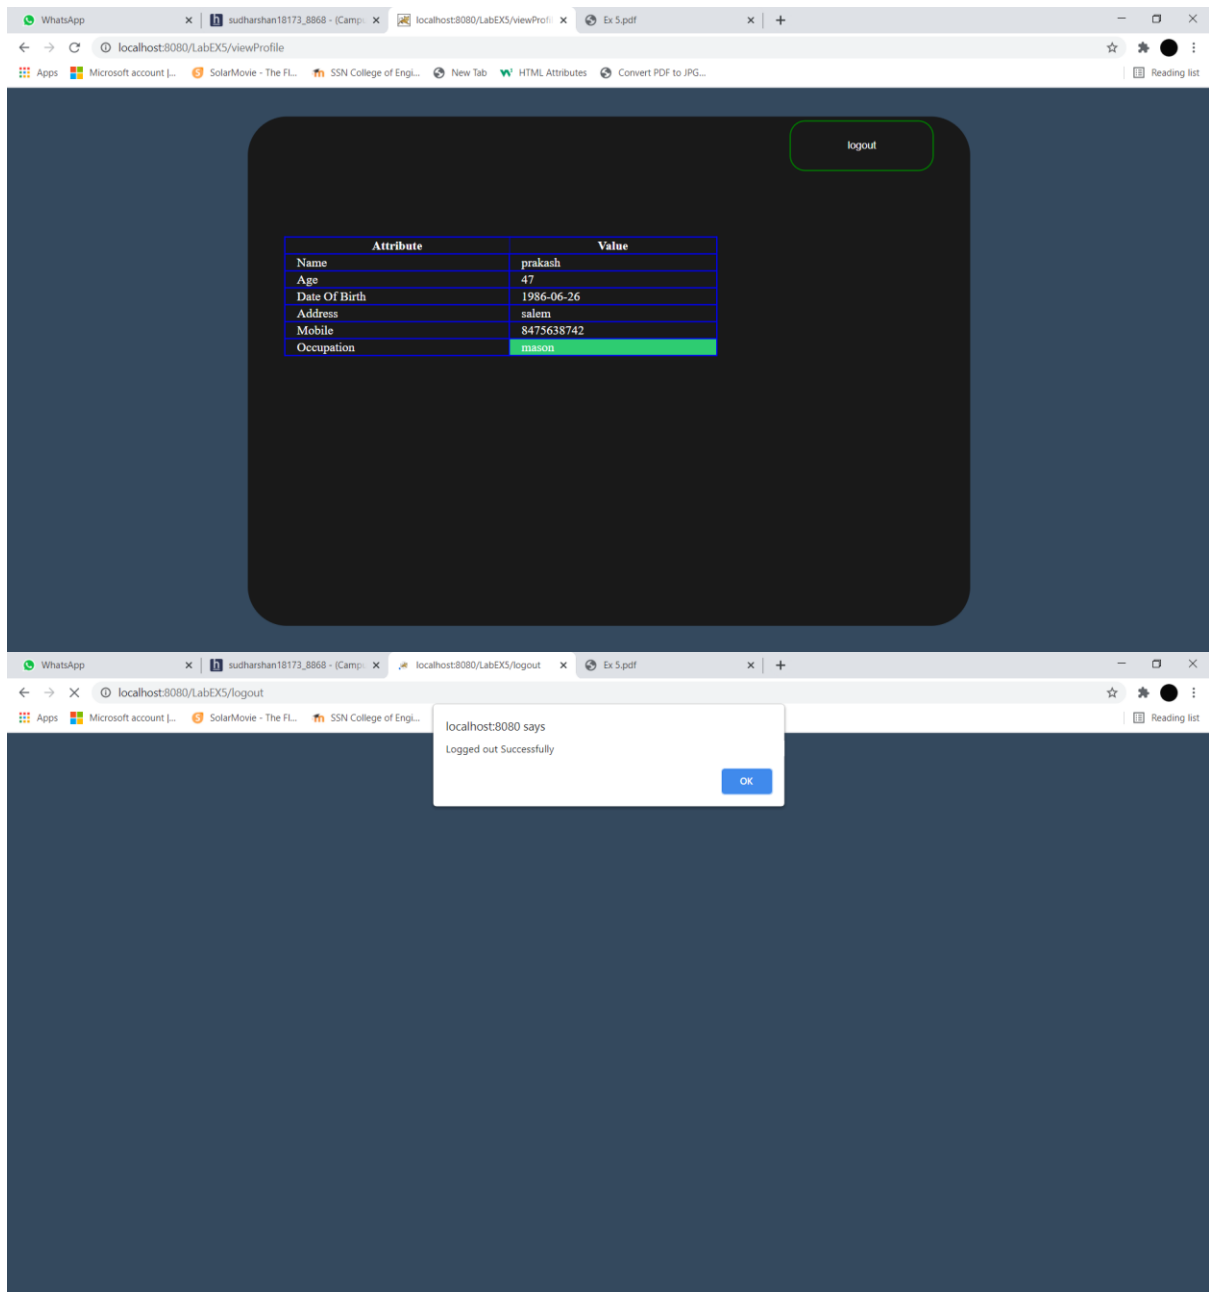 WhatsApp
sudharshan18173_8868 - (Camp
localhost:8080/LabEX5/viewProfi
Ex 5.pdf
localhost:8080/LabEX5/viewProfile
Apps Microsoft account |... SolarMovie - The Fl... SSN College of Engi... New Tab HTML Attributes Convert PDF to JPG... Reading list
logout
Attribute Value
Name prakash
Age 47
Date Of Birth 1986-06-26
Address salem
Mobile 8475638742
Occupation mason
WhatsApp
sudharshan18173_8868 - (Camp
localhost:8080/LabEX5/logout
Ex 5.pdf
localhost:8080/LabEX5/logout
Apps Microsoft account |... SolarMovie - The Fl... SSN College of Engi... Reading list
localhost:8080 says
Logged out Successfully
OK